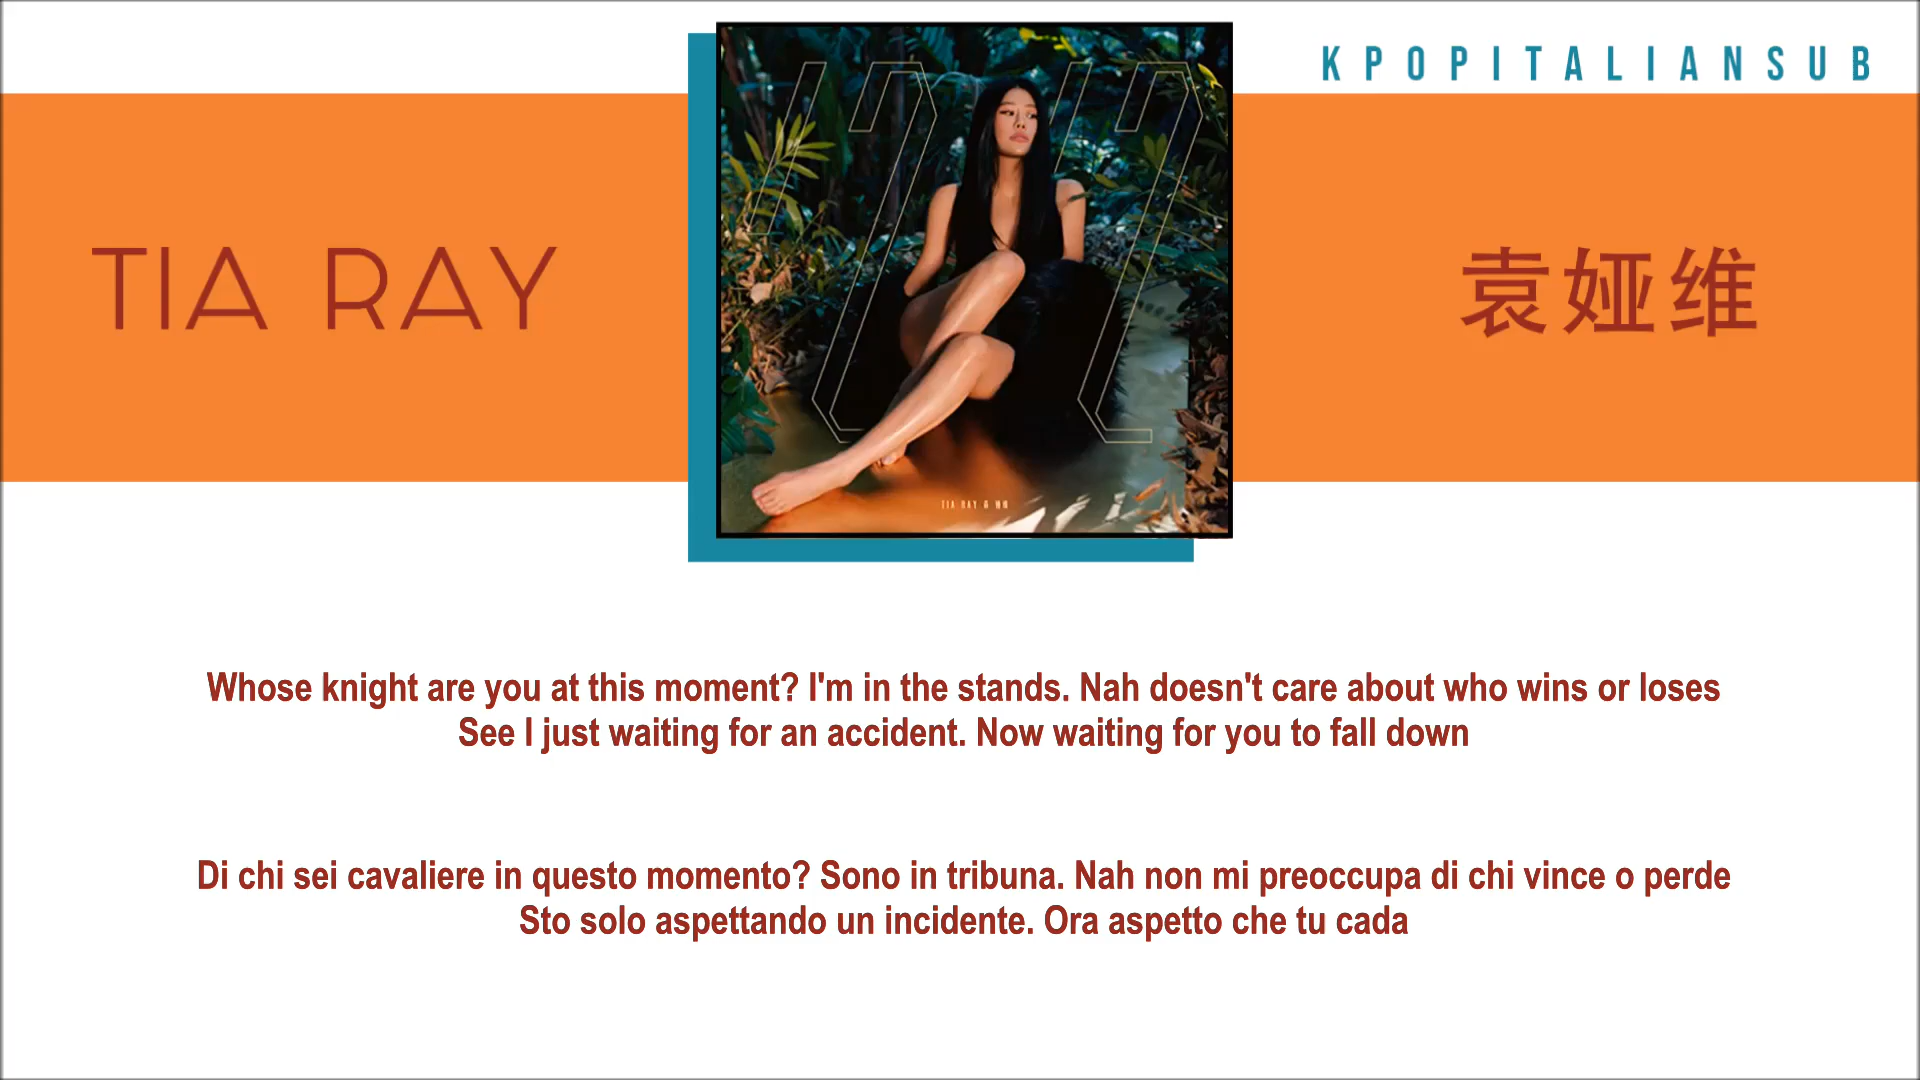 KPOPITALIANSUB
TIA RAY
袁娅维
TIA RAY
Whose knight are you at this moment? I'm in the stands. Nah doesn't care about who wins or loses
See I just waiting for an accident. Now waiting for you to fall down
Di chi sei cavaliere in questo momento? Sono in tribuna. Nah non mi preoccupa di chi vince o perde
Sto solo aspettando un incidente. Ora aspetto che tu cada